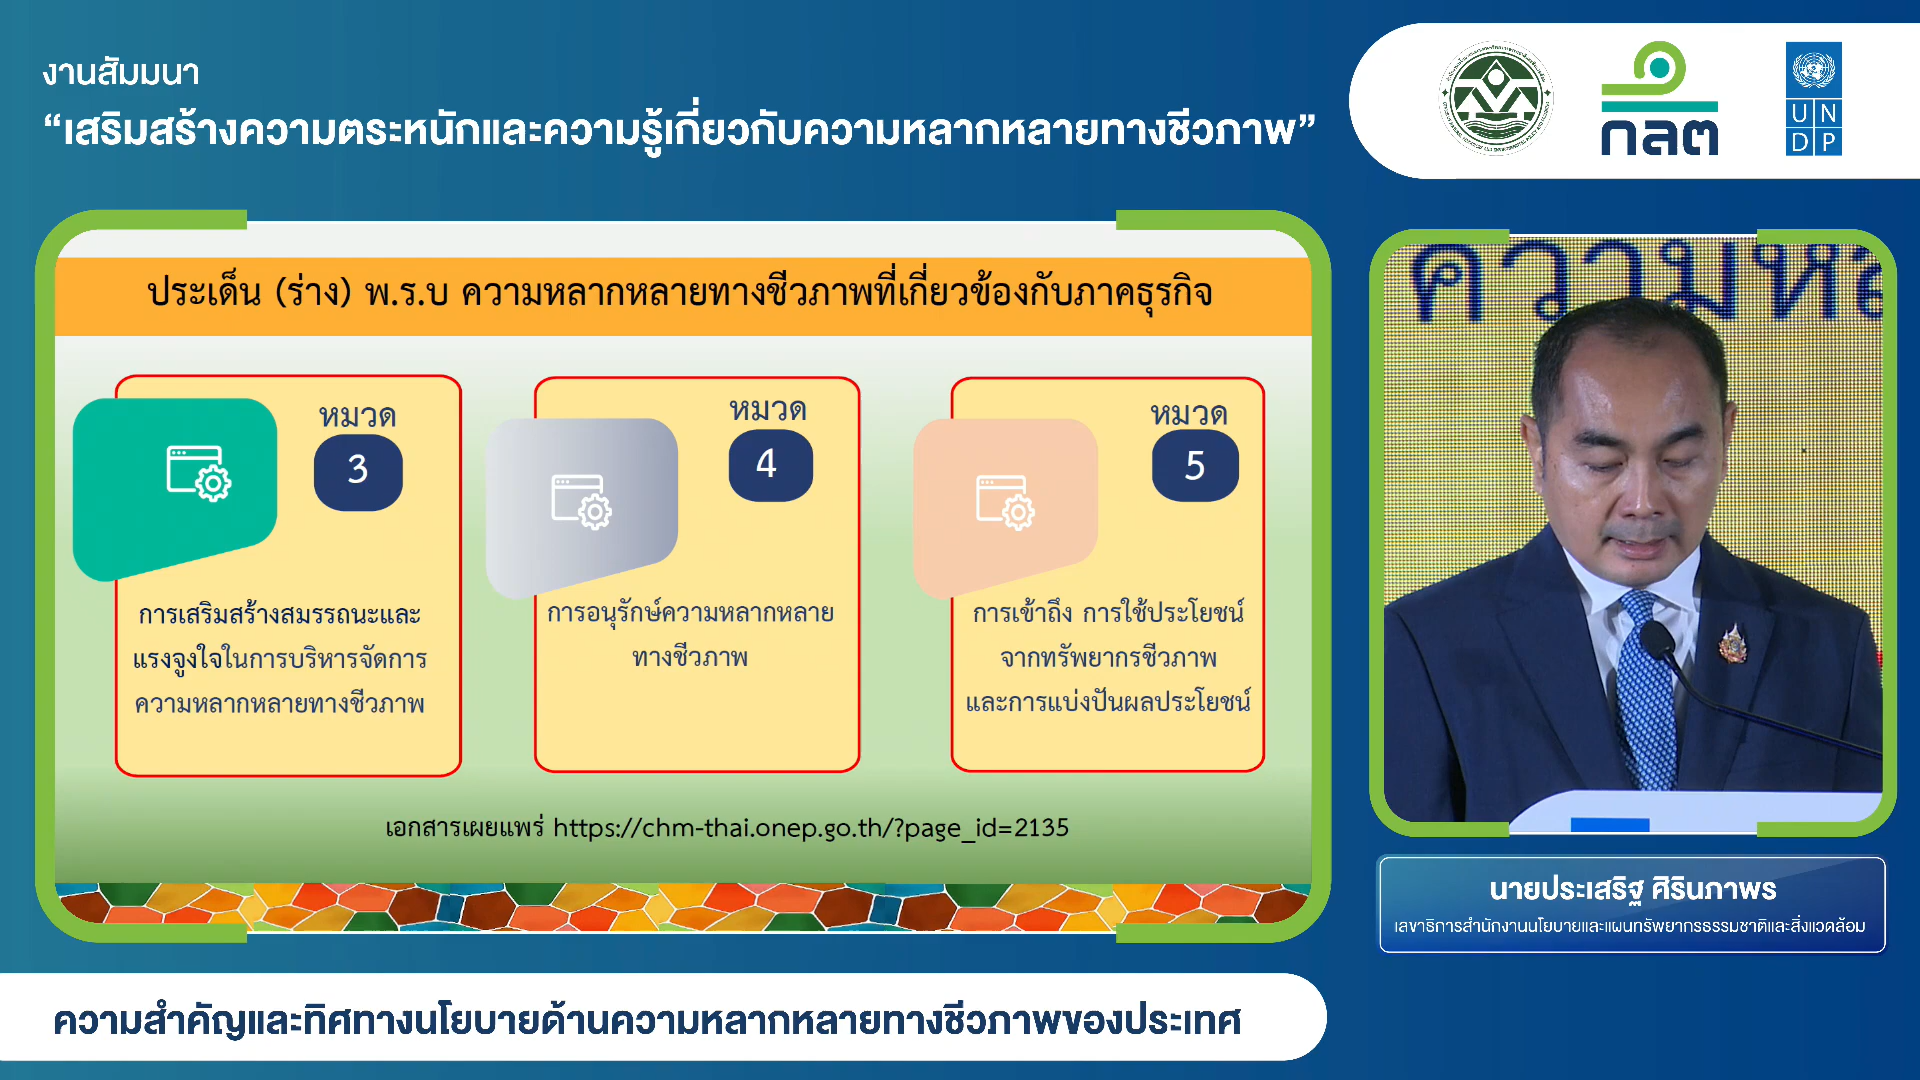 งานสัมมนา
“เสริมสร้างความตระหนักและความรู้เกี่ยวกับความหลากหลายทางชีวภาพ”
กลต
UN
DP
ประเด็น (ร่าง) พ.ร.บ ความหลากหลายทางชีวภาพที่เกี่ยวข้องกับภาคธุรกิจ
หมวด
3
การเสริมสร้างสมรรถนะและ
แรงจูงใจในการบริหารจัดการ
ความหลากหลายทางชีวภาพ
หมวด
4
การอนุรักษ์ความหลากหลาย
ทางชีวภาพ
หมวด
5
การเข้าถึง การใช้ประโยชน์
จากทรัพยากรชีวภาพ
และการแบ่งปันผลประโยชน์
เอกสารเผยแพร่ https://chm-thai.onep.go.th/?page_id=2135
ความห
นายประเสริฐ ศิรินภาพร
เลขาธิการสำนักงานนโยบายและแผนทรัพยากรธรรมชาติและสิ่งแวดล้อม
ความสำคัญและทิศทางนโยบายด้านความหลากหลายทางชีวภาพของประเทศ